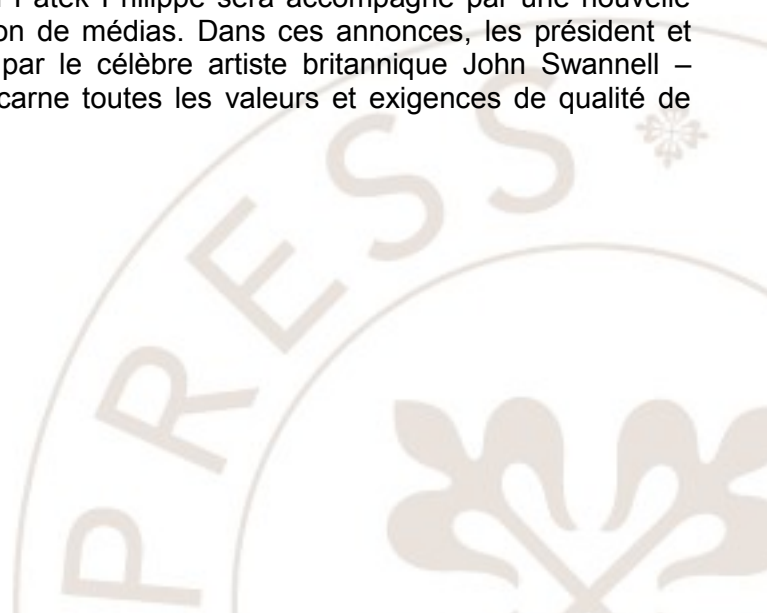 Patek Philippe sera accompagné par une nouvelle
on de médias. Dans ces annonces, les président et
par le célèbre artiste britannique John Swannell –
carne toutes les valeurs et exigences de qualité de
PRESS